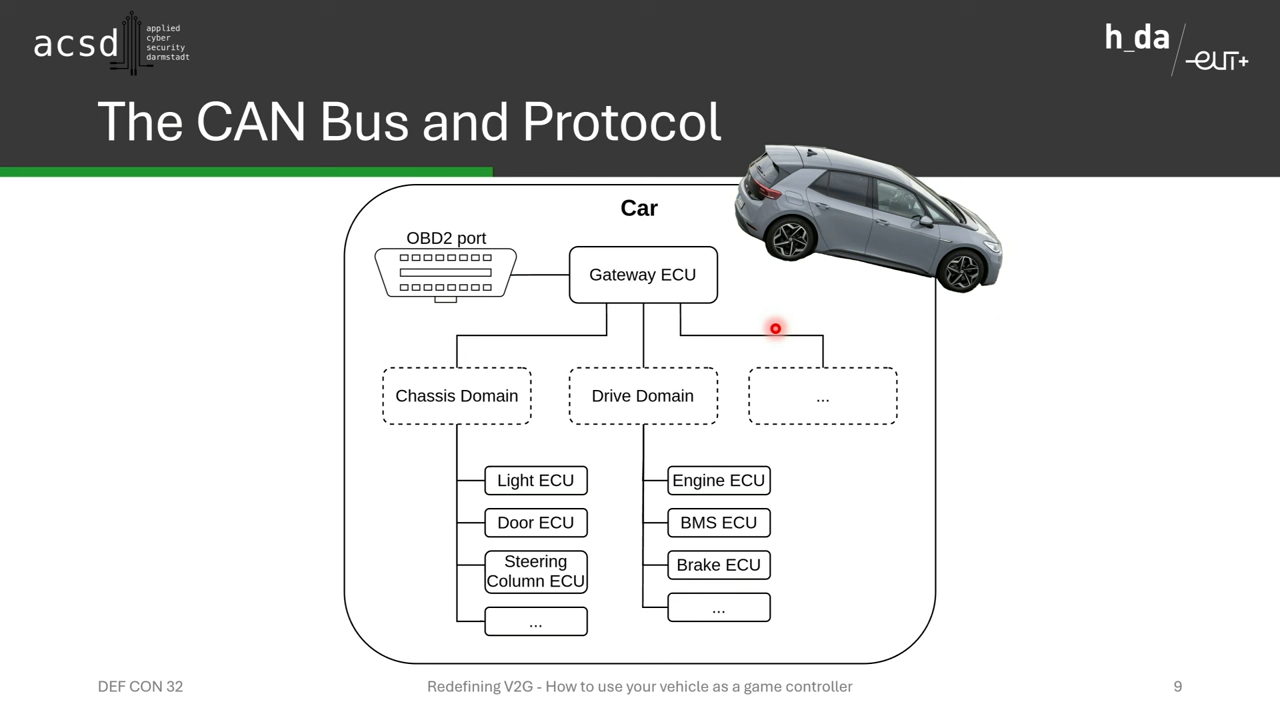 acsd
applied
cyber
security
darmstadt
h_da
eut+
The CAN Bus and Protocol
Car
OBD2 port
Gateway ECU
Chassis Domain
Drive Domain
...
Light ECU
Engine ECU
Door ECU
BMS ECU
Steering
Column ECU
Brake ECU
...
...
DEF CON 32
Redefining V2G - How to use your vehicle as a game controller
9